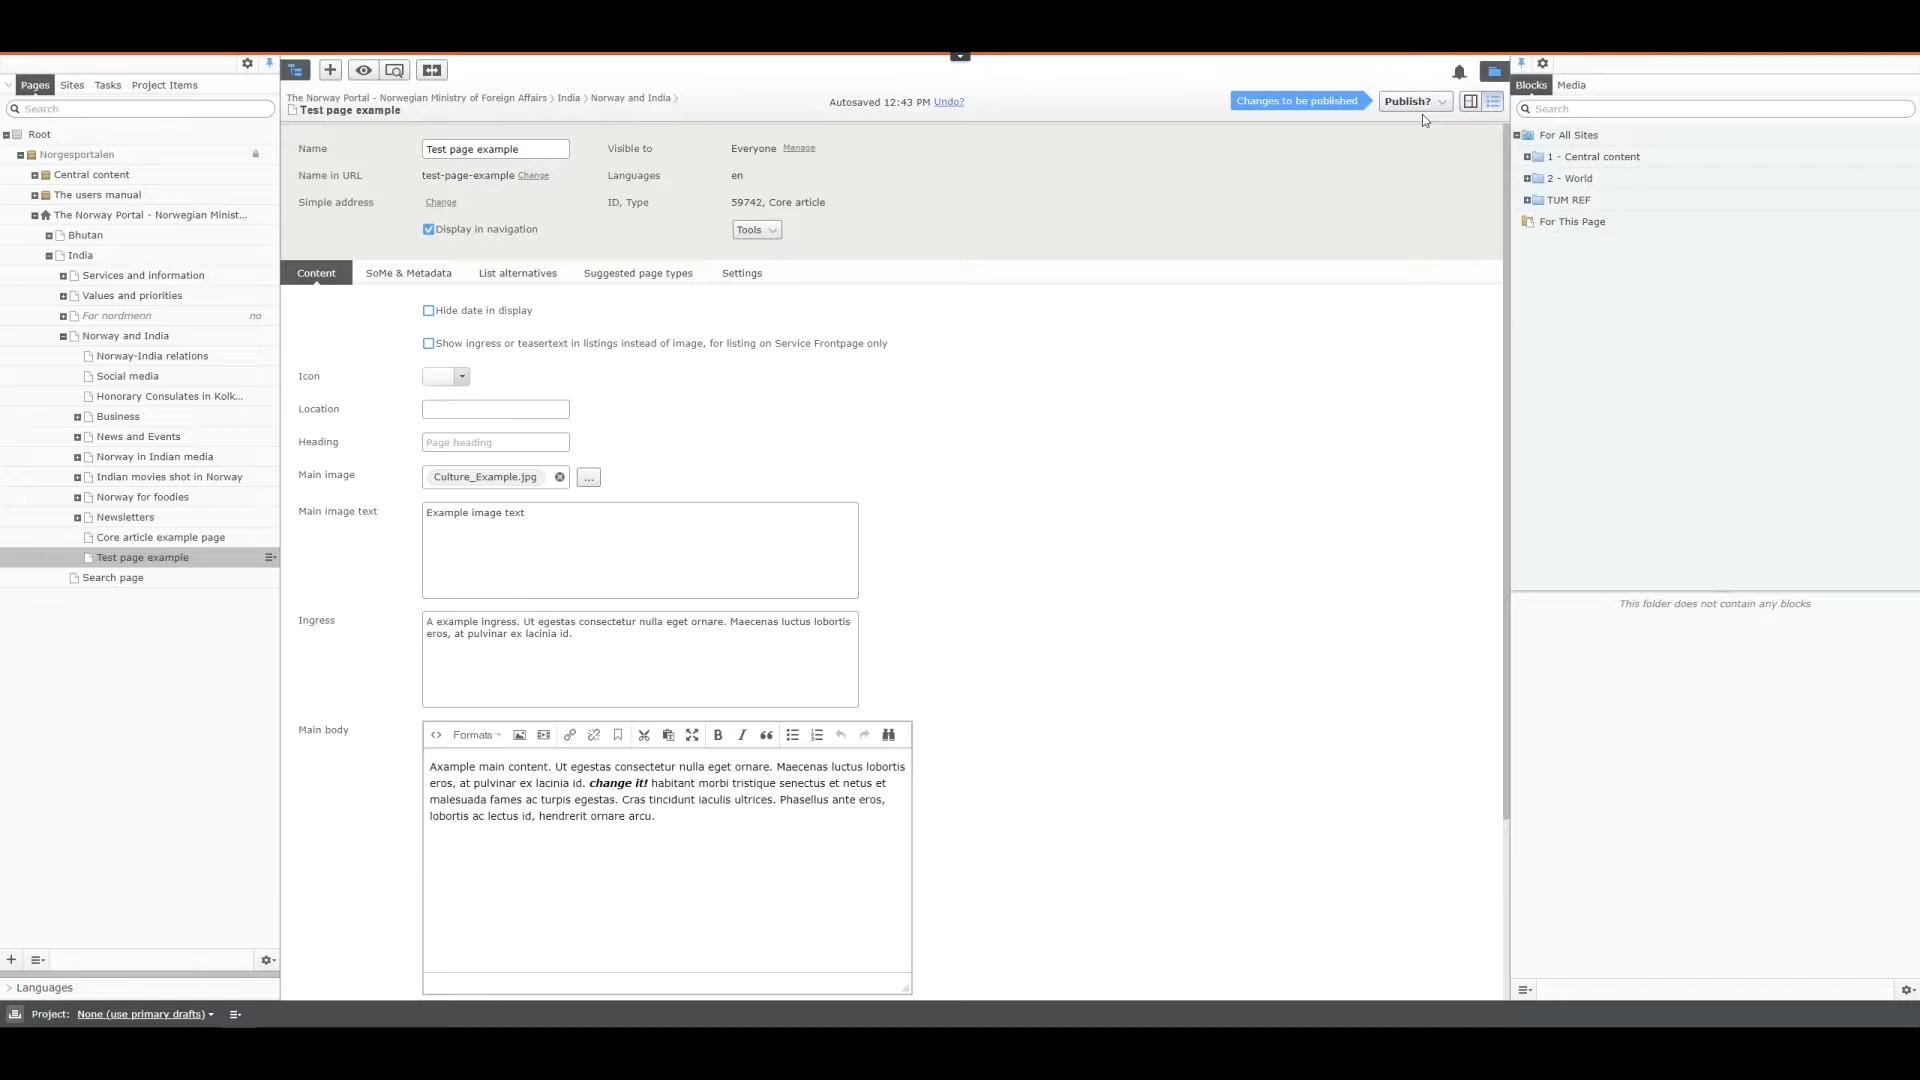 Pages Sites Tasks Project Items
Search
Root
Norgesportalen
Central content
The users manual
The Norway Portal - Norwegian Minist...
Bhutan
India
Services and information
Values and priorities
For nordmenn no
Norway and India
Norway-India relations
Social media
Honorary Consulates in Kolk...
Business
News and Events
Norway in Indian media
Indian movies shot in Norway
Norway for foodies
Newsletters
Core article example page
Test page example
Search page
Languages
The Norway Portal - Norwegian Ministry of Foreign Affairs India Norway and India
Test page example
Autosaved 12:43 PM Undo?
Changes to be published
Publish?
Name Test page example Visible to Everyone Manage
Name in URL test-page-example Change Languages en
Simple address Change ID, Type 59742, Core article
Display in navigation Tools
Content SoMe & Metadata List alternatives Suggested page types Settings
Hide date in display
Show ingress or teasertext in listings instead of image, for listing on Service Frontpage only
Icon
Location
Heading Page heading
Main image Culture_Example.jpg ...
Main image text Example image text
Ingress A example ingress. Ut egestas consectetur nulla eget ornare. Maecenas luctus lobortis
eros, at pulvinar ex lacinia id.
Main body Formats B I
Axample main content. Ut egestas consectetur nulla eget ornare. Maecenas luctus lobortis
eros, at pulvinar ex lacinia id. change it! habitant morbi tristique senectus et netus et
malesuada fames ac turpis egestas. Cras tincidunt iaculis ultrices. Phasellus ante eros,
lobortis ac lectus id, hendrerit ornare arcu.
Blocks Media
Search
For All Sites
1 - Central content
2 - World
TUM REF
For This Page
This folder does not contain any blocks
Project: None (use primary drafts)